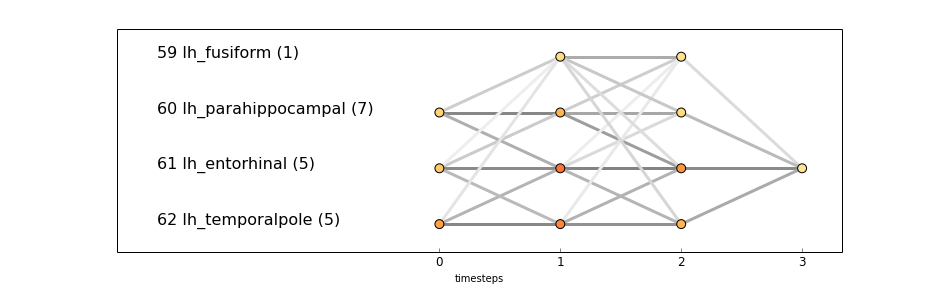 59 lh_fusiform (1)
60 lh_parahippocampal (7)
61 lh_entorhinal (5)
62 lh_temporalpole (5)
0 1 2 3
timesteps